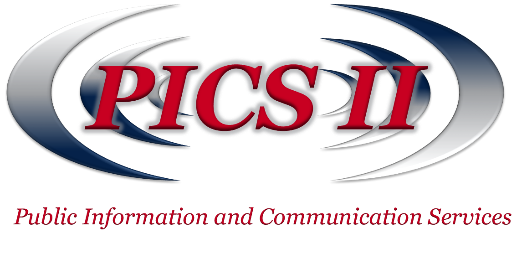 PICS II
Public Information and Communication Services